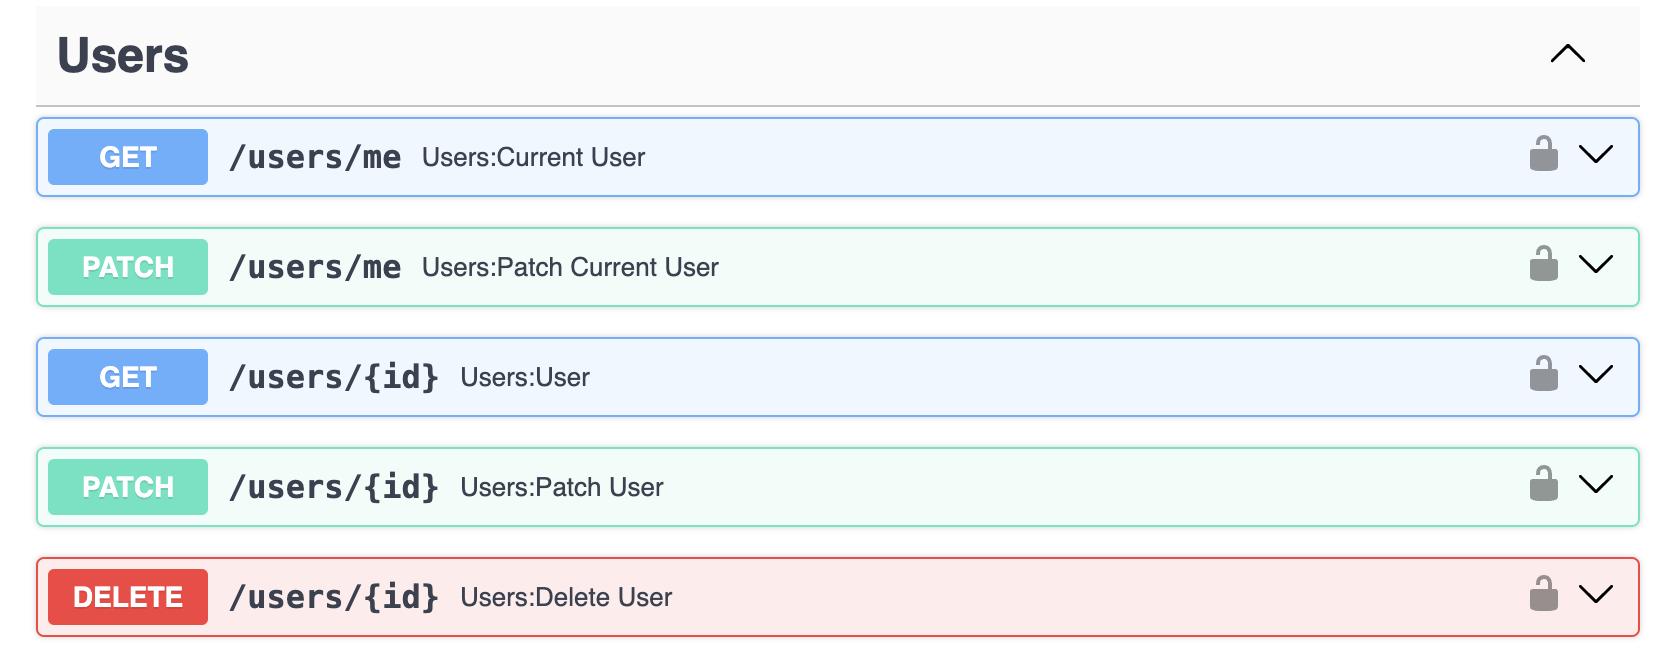 Users
GET /users/me Users:Current User
PATCH /users/me Users:Patch Current User
GET /users/{id} Users:User
PATCH /users/{id} Users:Patch User
DELETE /users/{id} Users:Delete User